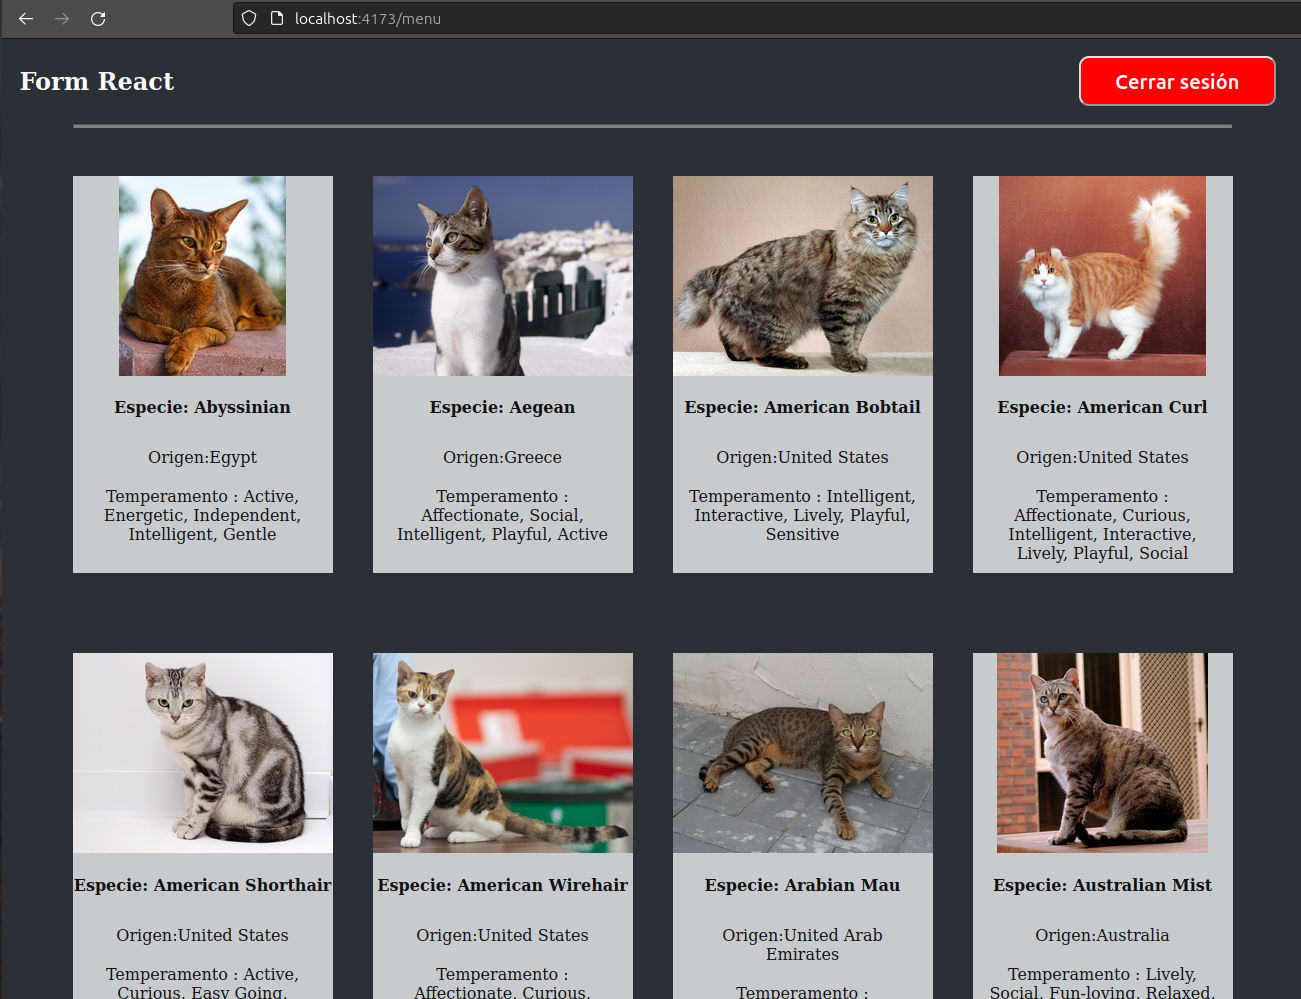 localhost:4173/menu
Form React
Cerrar sesión
Especie: Abyssinian
Origen:Egypt
Temperamento : Active,
Energetic, Independent,
Intelligent, Gentle
Especie: Aegean
Origen:Greece
Temperamento :
Affectionate, Social,
Intelligent, Playful, Active
Especie: American Bobtail
Origen:United States
Temperamento : Intelligent,
Interactive, Lively, Playful,
Sensitive
Especie: American Curl
Origen:United States
Temperamento :
Affectionate, Curious,
Intelligent, Interactive,
Lively, Playful, Social
Especie: American Shorthair
Origen:United States
Temperamento : Active,
Curious, Easy Going,
Especie: American Wirehair
Origen:United States
Temperamento :
Affectionate, Curious,
Especie: Arabian Mau
Origen:United Arab
Emirates
Temperamento :
Especie: Australian Mist
Origen:Australia
Temperamento : Lively,
Social, Fun-loving, Relaxed,